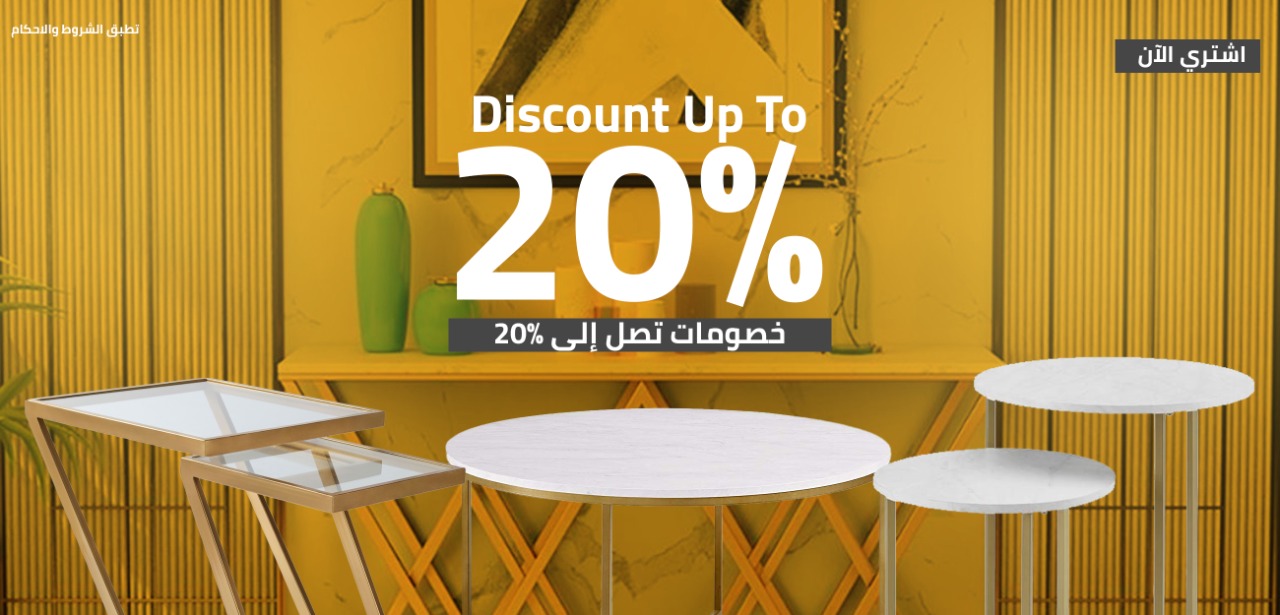 تطبق الشروط والاحكام
اشتري الآن
Discount Up To
20%
خصومات تصل إلى 20%